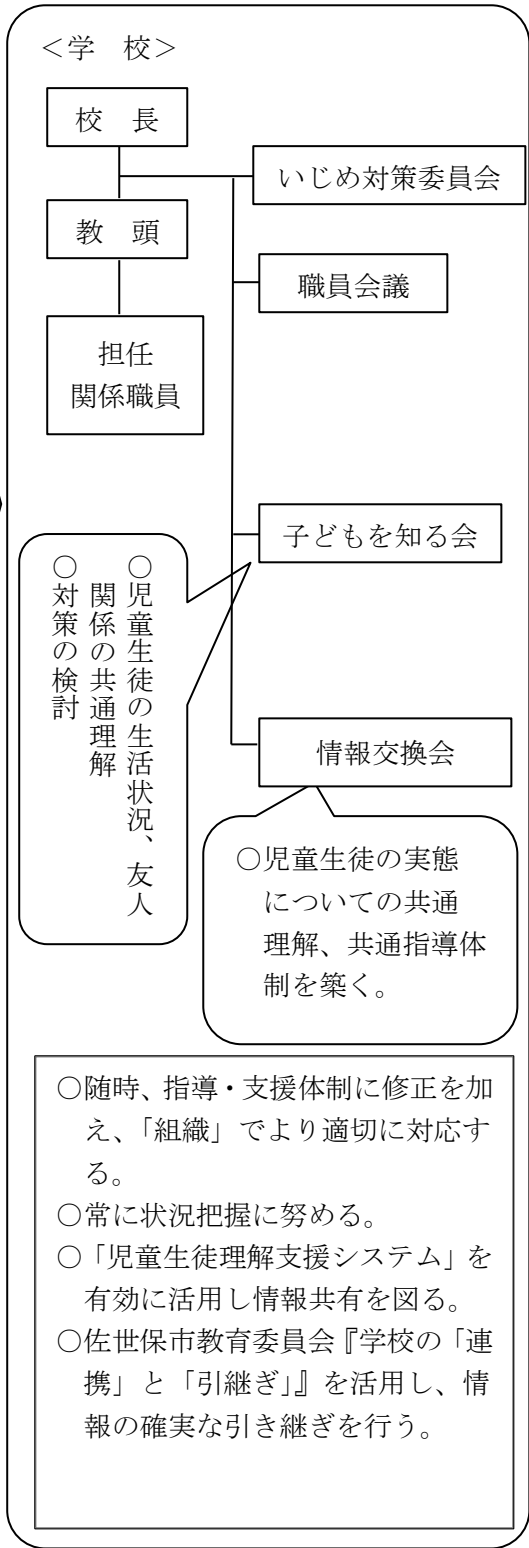 ＜学　校＞
校　長
いじめ対策委員会
教　頭
職員会議
担任
関係職員
子どもを知る会
○児童生徒の生活状況、友人
関係の共通理解
○対策の検討
情報交換会
○児童生徒の実態
についての共通
理解、共通指導体
制を築く。
○随時、指導・支援体制に修正を加
え、「組織」でより適切に対応す
る。
○常に状況把握に努める。
○「児童生徒理解支援システム」を
有効に活用し情報共有を図る。
○佐世保市教育委員会『学校の「連
携」と「引継ぎ」』を活用し、情
報の確実な引き継ぎを行う。